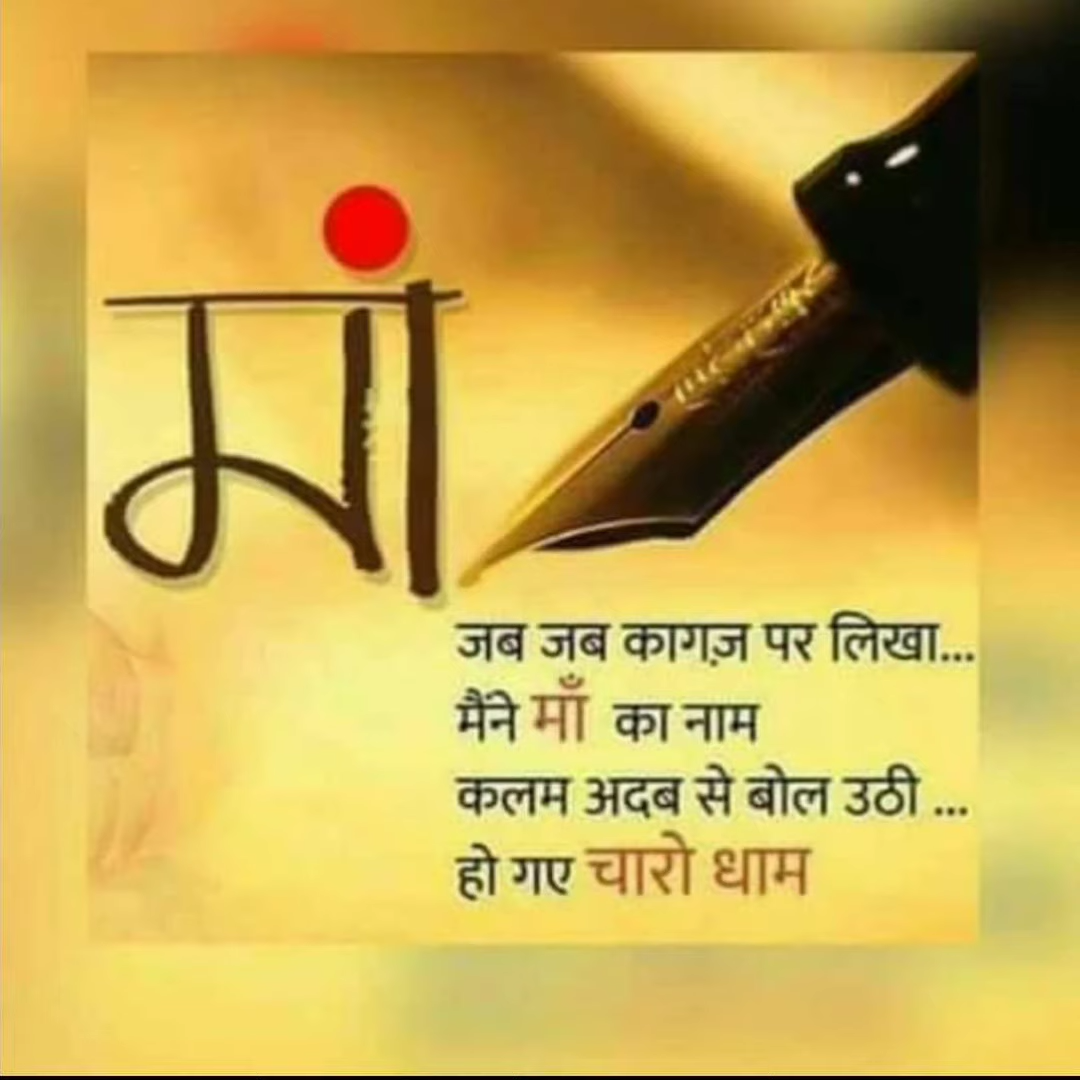 मां
जब जब कागज़ पर लिखा...
मैंने माँ का नाम
कलम अदब से बोल उठी ...
हो गए चारो धाम